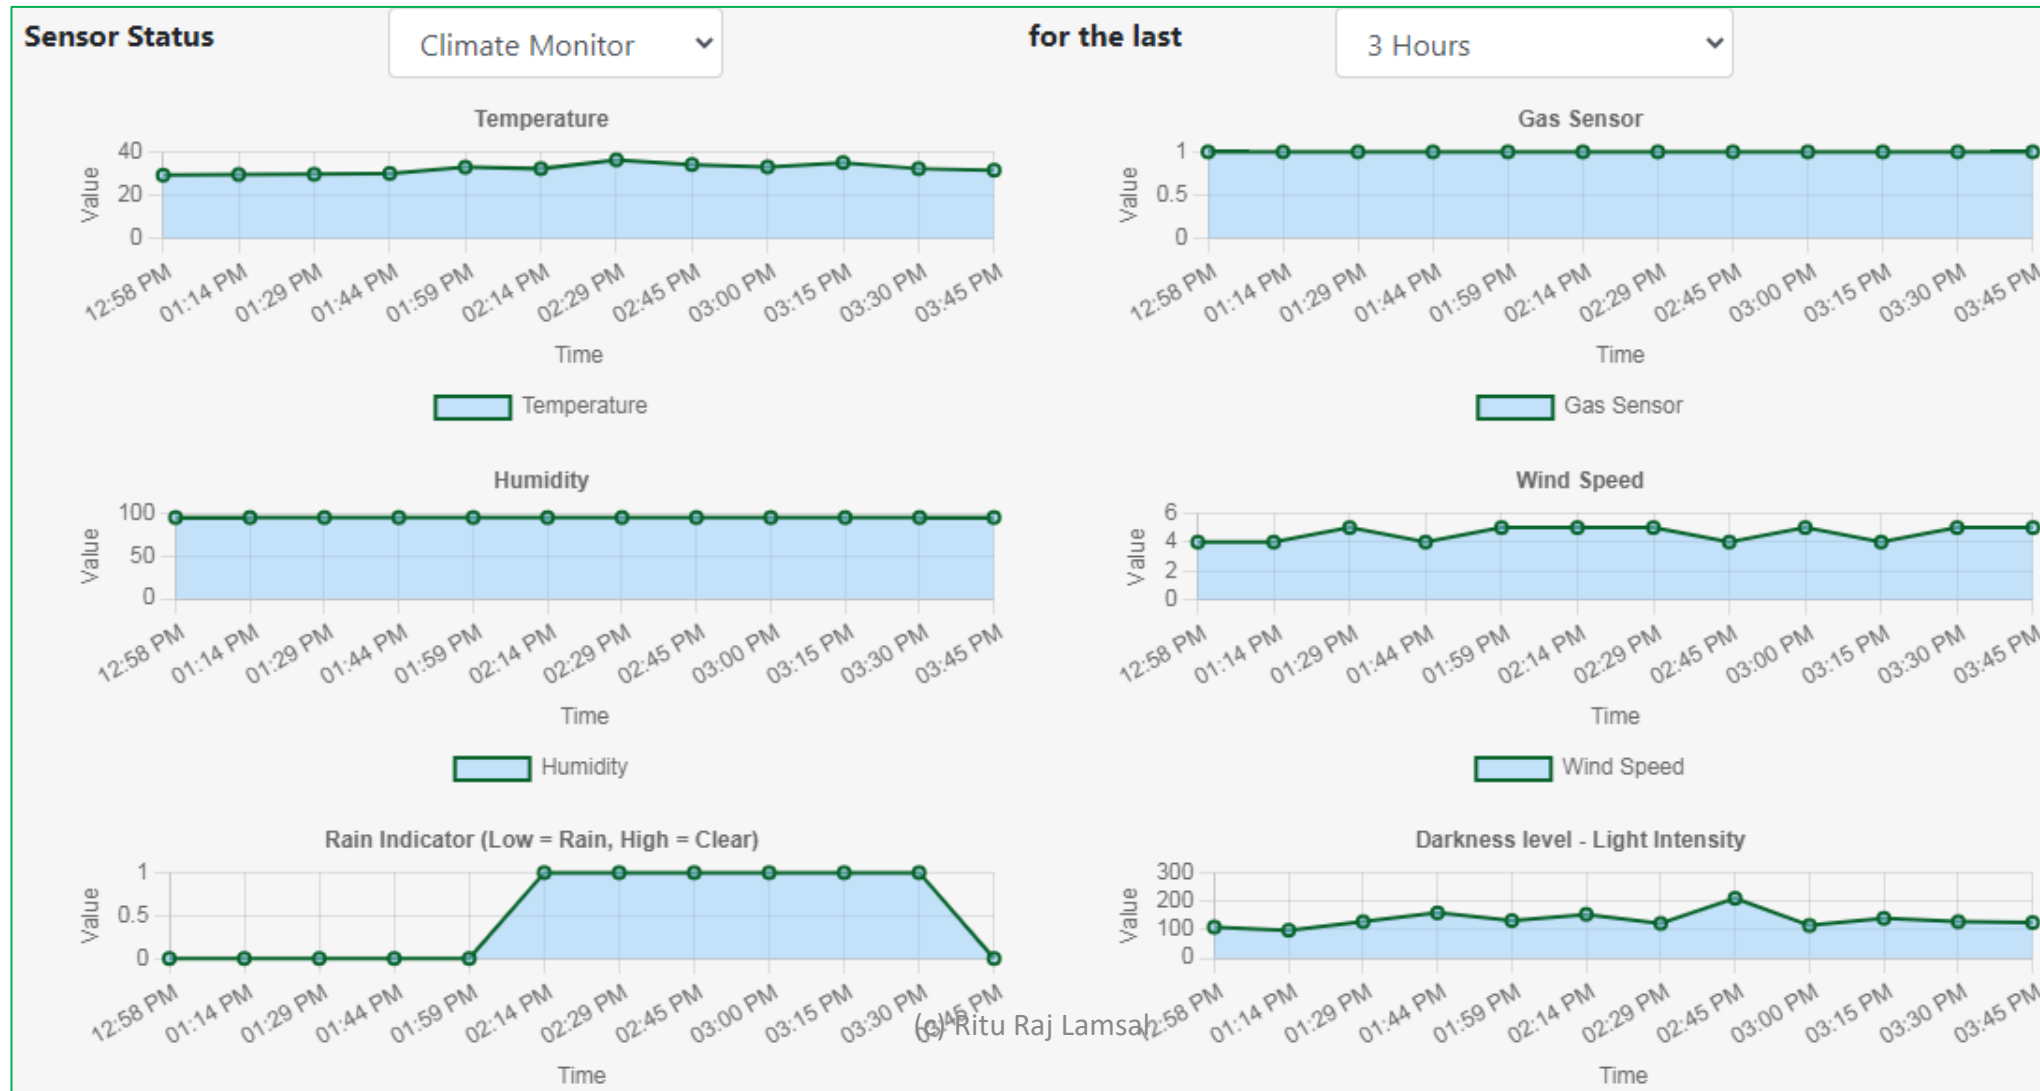 Sensor Status
Climate Monitor
for the last
3 Hours
Temperature
Value
40
20
0
12:58 PM 01:14 PM 01:29 PM 01:44 PM 01:59 PM 02:14 PM 02:29 PM 02:45 PM 03:00 PM 03:15 PM 03:30 PM 03:45 PM
Time
Temperature
Gas Sensor
Value
1
0.5
0
12:58 PM 01:14 PM 01:29 PM 01:44 PM 01:59 PM 02:14 PM 02:29 PM 02:45 PM 03:00 PM 03:15 PM 03:30 PM 03:45 PM
Time
Gas Sensor
Humidity
Value
100
50
0
12:58 PM 01:14 PM 01:29 PM 01:44 PM 01:59 PM 02:14 PM 02:29 PM 02:45 PM 03:00 PM 03:15 PM 03:30 PM 03:45 PM
Time
Humidity
Wind Speed
Value
6
4
2
0
12:58 PM 01:14 PM 01:29 PM 01:44 PM 01:59 PM 02:14 PM 02:29 PM 02:45 PM 03:00 PM 03:15 PM 03:30 PM 03:45 PM
Time
Wind Speed
Rain Indicator (Low = Rain, High = Clear)
Value
1
0.5
0
12:58 PM 01:14 PM 01:29 PM 01:44 PM 01:59 PM 02:14 PM 02:29 PM 02:45 PM 03:00 PM 03:15 PM 03:30 PM 03:45 PM
Time
Darkness level - Light Intensity
Value
300
200
100
0
12:58 PM 01:14 PM 01:29 PM 01:44 PM 01:59 PM 02:14 PM 02:29 PM 02:45 PM 03:00 PM 03:15 PM 03:30 PM 03:45 PM
Time
(c) Ritu Raj Lamsal